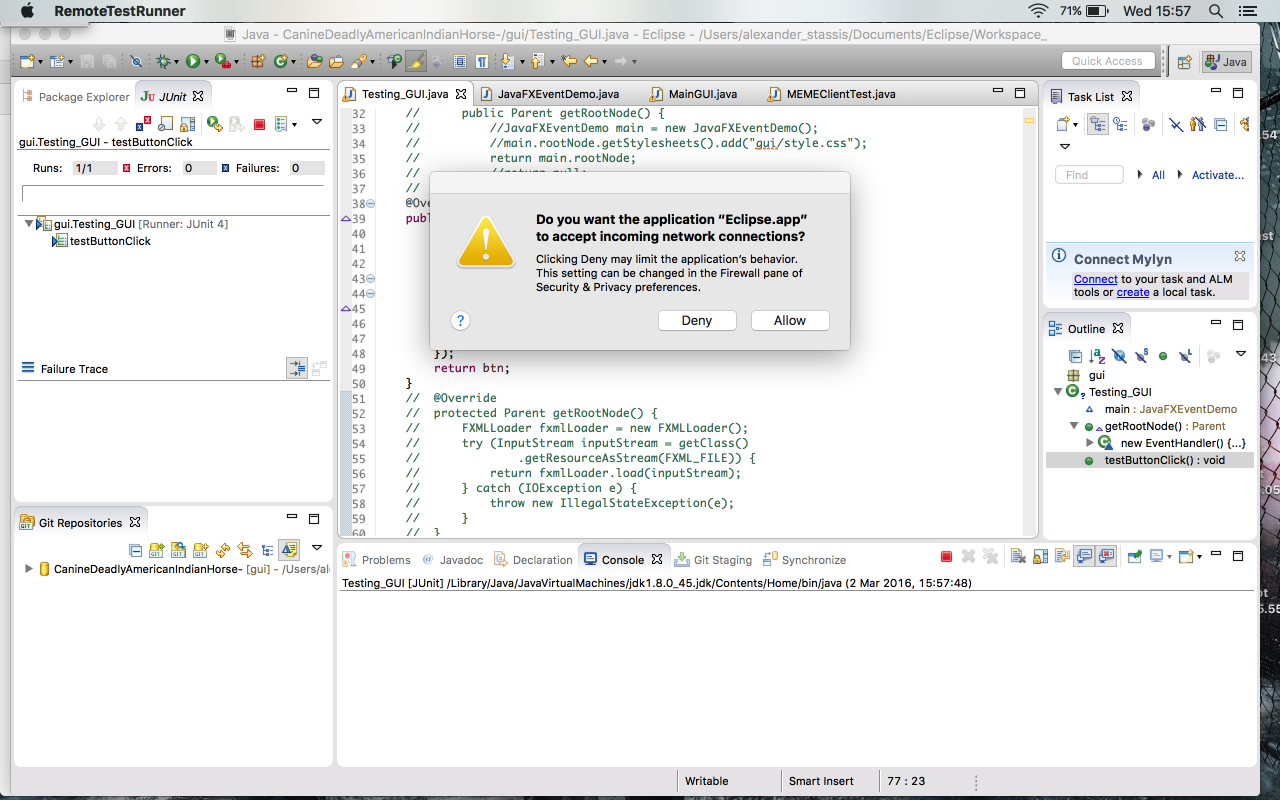 RemoteTestRunner
71%
Wed 15:57
Java - CanineDeadlyAmericanIndianHorse-/gui/Testing_GUI.java - Eclipse - /Users/alexander_stassis/Documents/Eclipse/Workspace_
Quick Access
Java
Package Explorer
JUnit
gui.Testing_GUI - testButtonClick
Runs: 1/1 Errors: 0 Failures: 0
gui.Testing_GUI [Runner: JUnit 4]
testButtonClick
Failure Trace
Git Repositories
CanineDeadlyAmericanIndianHorse- [gui] - /Users/al
Testing_GUI.java
JavaFXEventDemo.java
MainGUI.java
MEMEClientTest.java
32 // public Parent getRootNode() {
33 // //JavaFXEventDemo main = new JavaFXEventDemo();
34 // //main.rootNode.getStylesheets().add("gui/style.css");
35 // return main.rootNode;
36 // //return null;
37 //
38 @Ove
39 publ
40
41
42
43
44
45
46
47
48 });
49 return btn;
50 }
51 // @Override
52 // protected Parent getRootNode() {
53 // FXMLLoader fxmlLoader = new FXMLLoader();
54 // try (InputStream inputStream = getClass()
55 // .getResourceAsStream(FXML_FILE)) {
56 // return fxmlLoader.load(inputStream);
57 // } catch (IOException e) {
58 // throw new IllegalStateException(e);
59 // }
60 // }
Do you want the application “Eclipse.app”
to accept incoming network connections?
Clicking Deny may limit the application’s behavior.
This setting can be changed in the Firewall pane of
Security & Privacy preferences.
?
Deny
Allow
Task List
Find
All
Activate...
Connect Mylyn
Connect to your task and ALM
tools or create a local task.
Outline
gui
Testing_GUI
main : JavaFXEventDemo
getRootNode() : Parent
new EventHandler() {...}
testButtonClick() : void
Problems
Javadoc
Declaration
Console
Git Staging
Synchronize
Testing_GUI [JUnit] /Library/Java/JavaVirtualMachines/jdk1.8.0_45.jdk/Contents/Home/bin/java (2 Mar 2016, 15:57:48)
Writable
Smart Insert
77 : 23